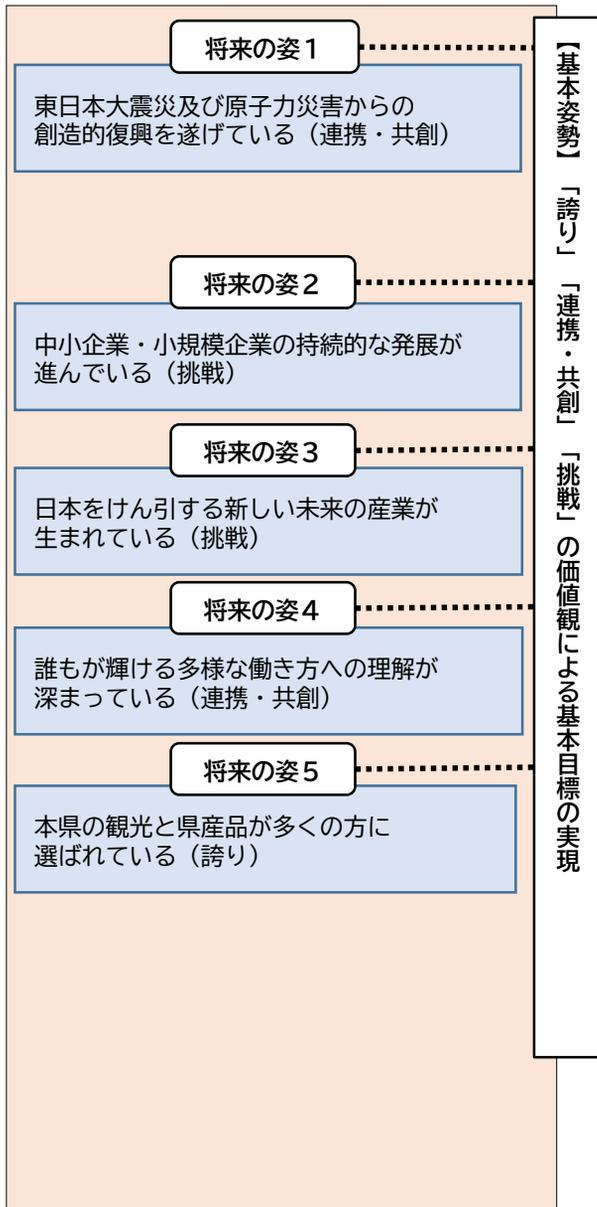 将来の姿1
東日本大震災及び原子力災害からの
創造的復興を遂げている（連携・共創）
将来の姿2
中小企業・小規模企業の持続的な発展が
進んでいる（挑戦）
将来の姿3
日本をけん引する新しい未来の産業が
生まれている（挑戦）
将来の姿4
誰もが輝ける多様な働き方への理解が
深まっている（連携・共創）
将来の姿5
本県の観光と県産品が多くの方に
選ばれている（誇り）
【基本姿勢】「誇り」「連携・共創」「挑戦」の価値観による基本目標の実現